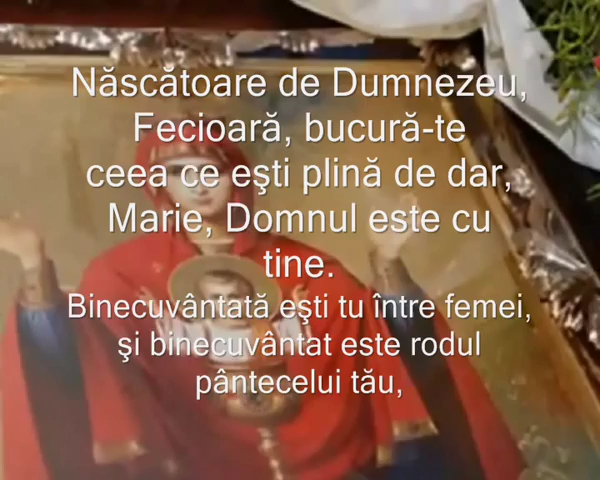 Născătoare de Dumnezeu,
Fecioară, bucură-te
ceea ce eşti plină de dar,
Marie, Domnul este cu
tine.
Binecuvântată eşti tu între femei,
şi binecuvântat este rodul
pântecelui tău,